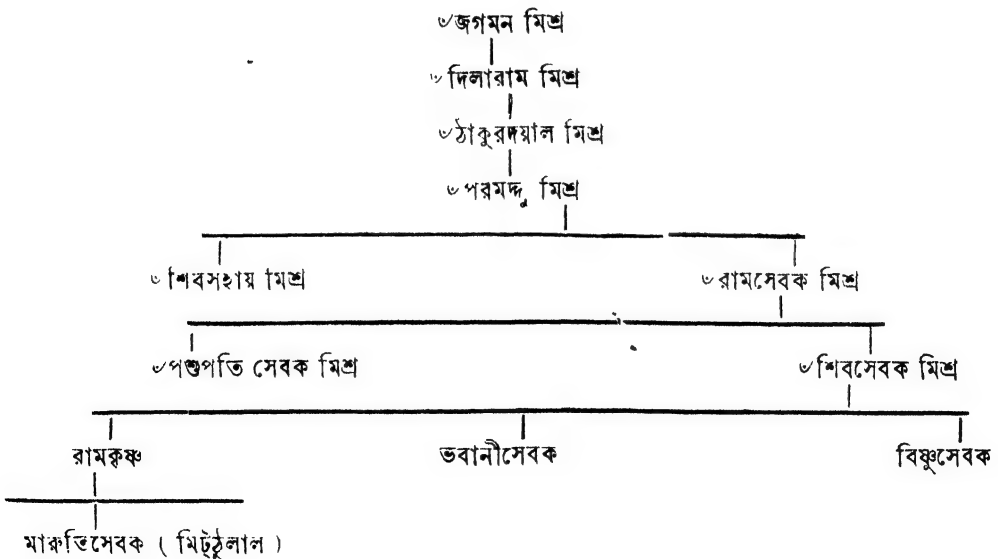 ৺জগমন মিশ্র
৺দিলারাম মিশ্র
৺ঠাকুরদয়াল মিশ্র
৺পরমদ্দু মিশ্র
৺শিবসহায় মিশ্র ৺রামসেবক মিশ্র
৺পশুপতি সেবক মিশ্র ৺শিবসেবক মিশ্র
রামকৃষ্ণ ভবানীসেবক বিষ্ণুসেবক
মারুতিসেবক ( মিট্ঠুলাল )